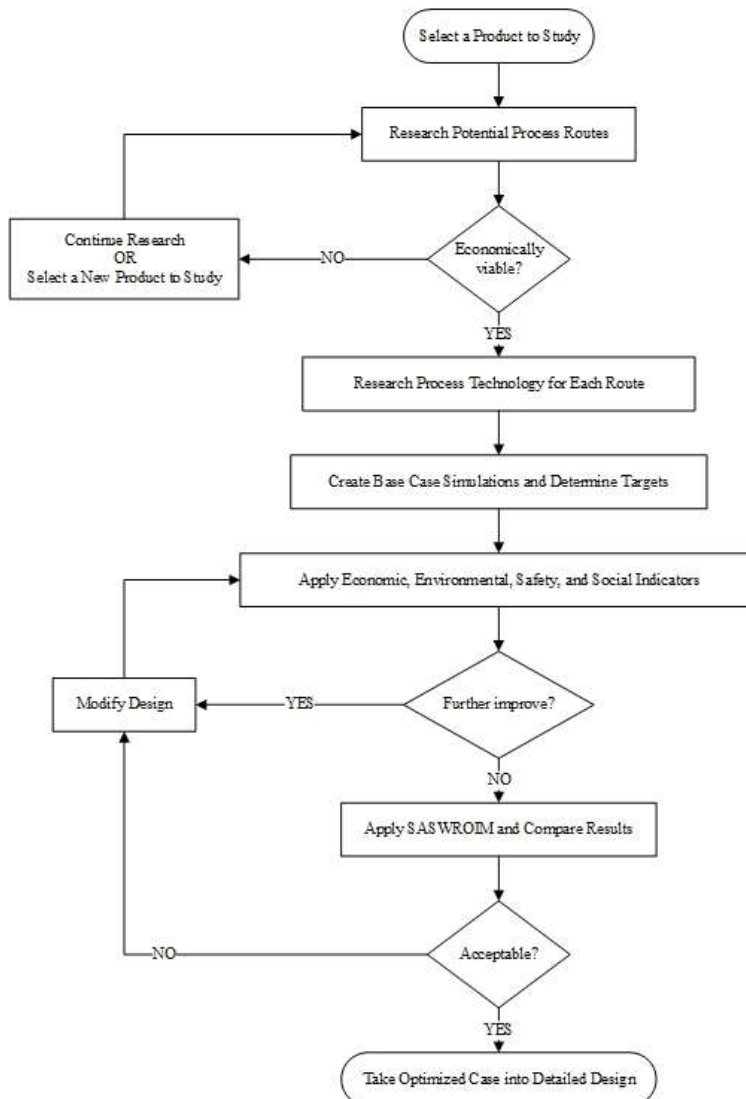 Select a Product to Study
Research Potential Process Routes
Continue Research
OR
Select a New Product to Study
NO
Economically
viable?
YES
Research Process Technology for Each Route
Create Base Case Simulations and Determine Targets
Apply Economic, Environmental, Safety, and Social Indicators
Modify Design
YES
Further improve?
NO
Apply SASWROIM and Compare Results
NO
Acceptable?
YES
Take Optimized Case into Detailed Design